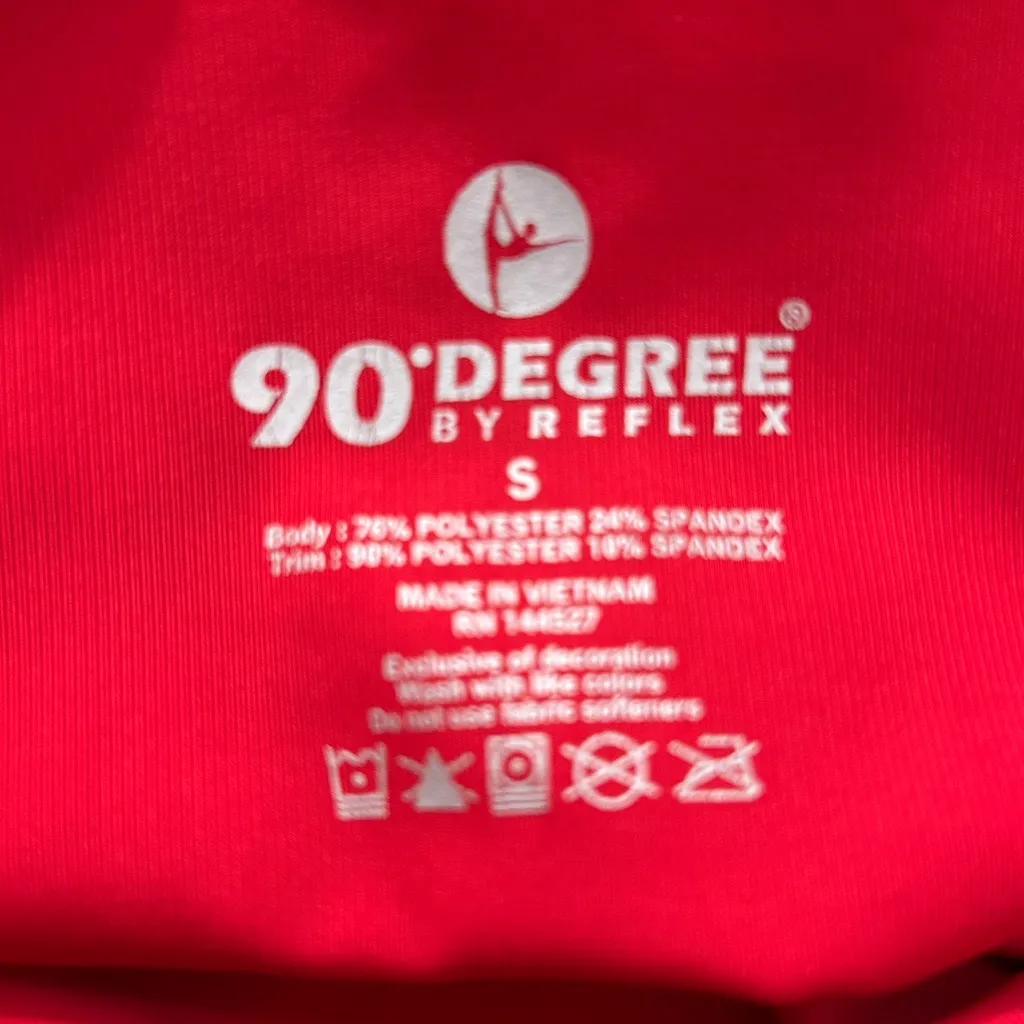 90°DEGREE®
BY REFLEX
S
Body : 76% POLYESTER 24% SPANDEX
Trim : 90% POLYESTER 10% SPANDEX
MADE IN VIETNAM
RN 144527
Exclusive of decoration
Wash with like colors
Do not use fabric softeners